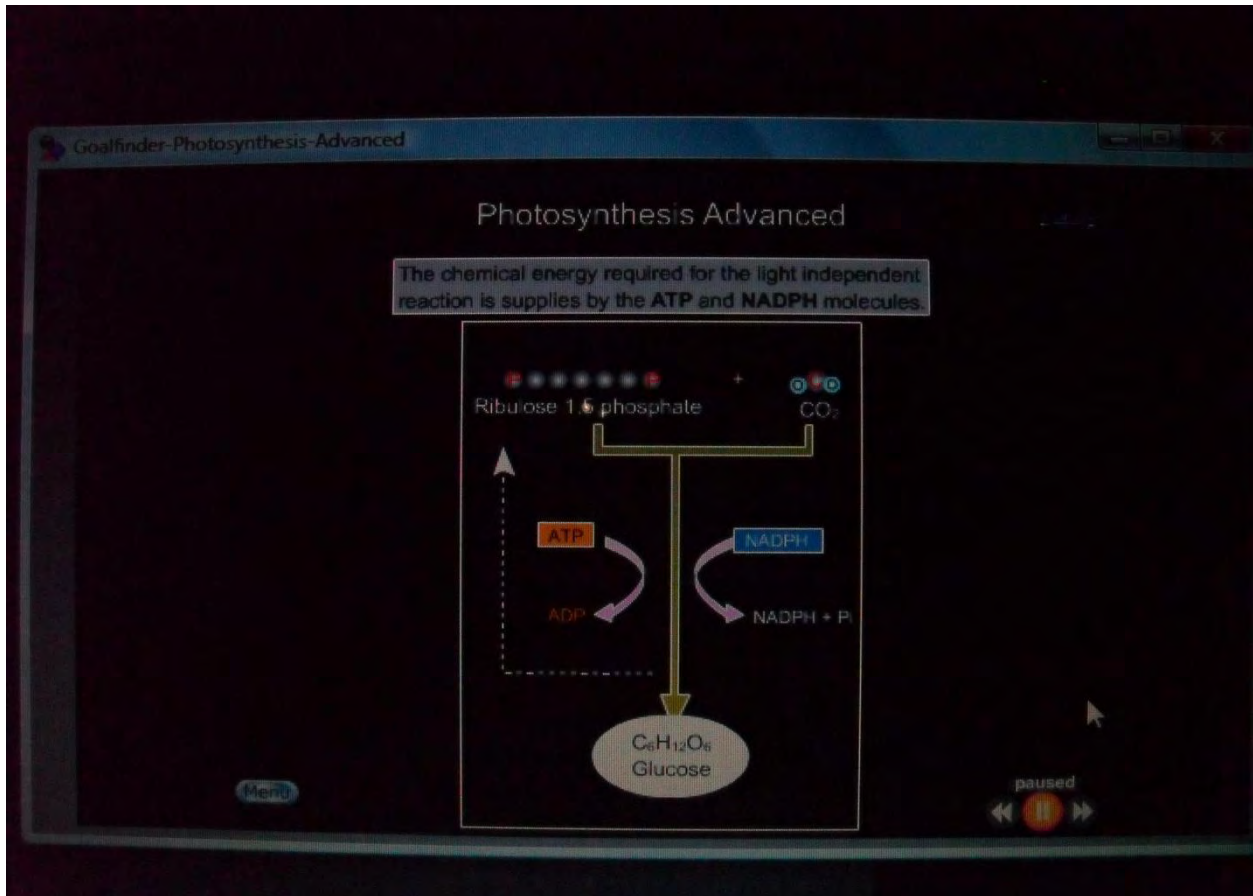 Goalfinder-Photosynthesis-Advanced
Photosynthesis Advanced
The chemical energy required for the light independent
reaction is supplies by the ATP and NADPH molecules.
+
Ribulose 1.5 phosphate
CO₂
ATP
NADPH
ADP
NADPH + Pi
C₆H₁₂O₆
Glucose
Menu
paused